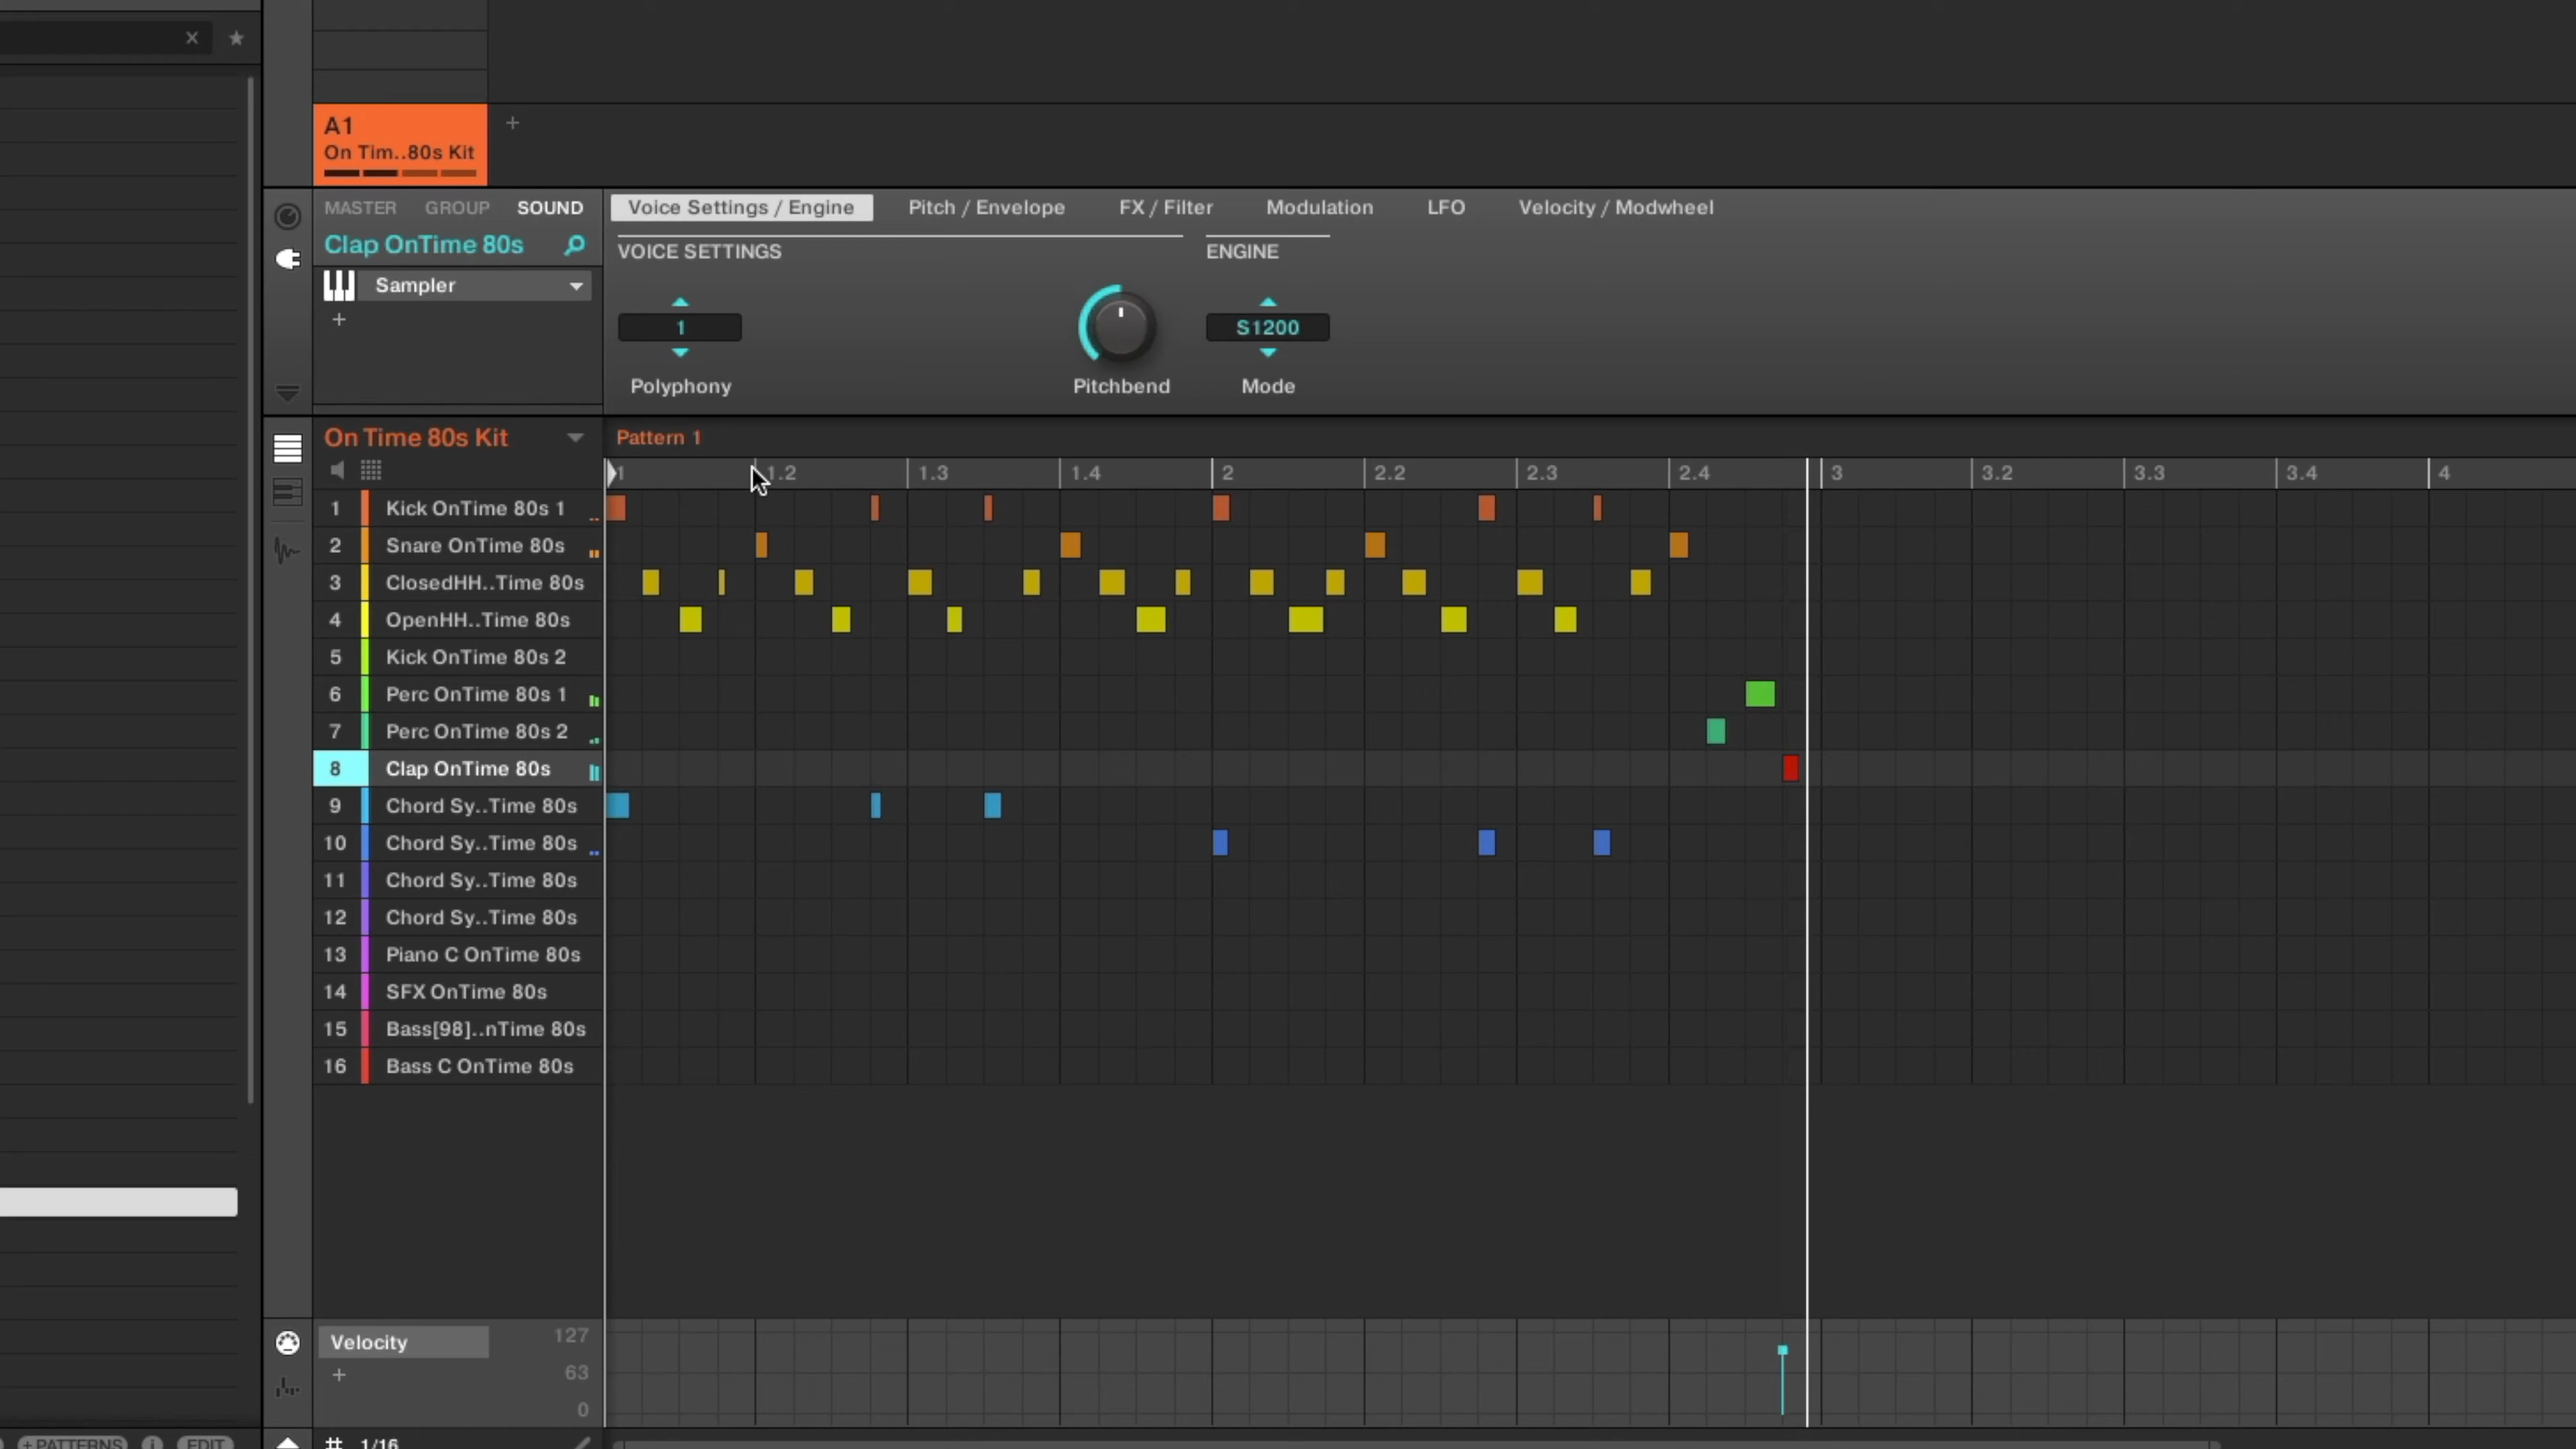 A1
On Tim..80s Kit
MASTER GROUP SOUND
Voice Settings / Engine Pitch / Envelope FX / Filter Modulation LFO Velocity / Modwheel
Clap OnTime 80s
VOICE SETTINGS ENGINE
Sampler
1 S1200
Polyphony Pitchbend Mode
On Time 80s Kit
Pattern 1
1 1.2 1.3 1.4 2 2.2 2.3 2.4 3 3.2 3.3 3.4 4
1 Kick OnTime 80s 1
2 Snare OnTime 80s
3 ClosedHH..Time 80s
4 OpenHH..Time 80s
5 Kick OnTime 80s 2
6 Perc OnTime 80s 1
7 Perc OnTime 80s 2
8 Clap OnTime 80s
9 Chord Sy..Time 80s
10 Chord Sy..Time 80s
11 Chord Sy..Time 80s
12 Chord Sy..Time 80s
13 Piano C OnTime 80s
14 SFX OnTime 80s
15 Bass[98]..nTime 80s
16 Bass C OnTime 80s
Velocity 127
63
0
+PATTERNS i EDIT # 1/16